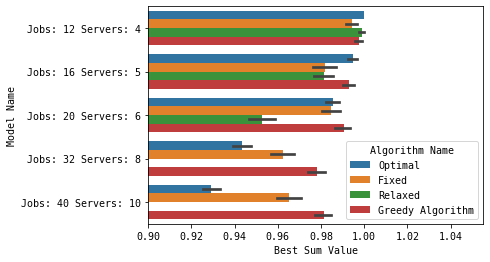 Model Name
Jobs: 12 Servers: 4
Jobs: 16 Servers: 5
Jobs: 20 Servers: 6
Jobs: 32 Servers: 8
Jobs: 40 Servers: 10
Algorithm Name
Optimal
Fixed
Relaxed
Greedy Algorithm
0.90 0.92 0.94 0.96 0.98 1.00 1.02 1.04
Best Sum Value